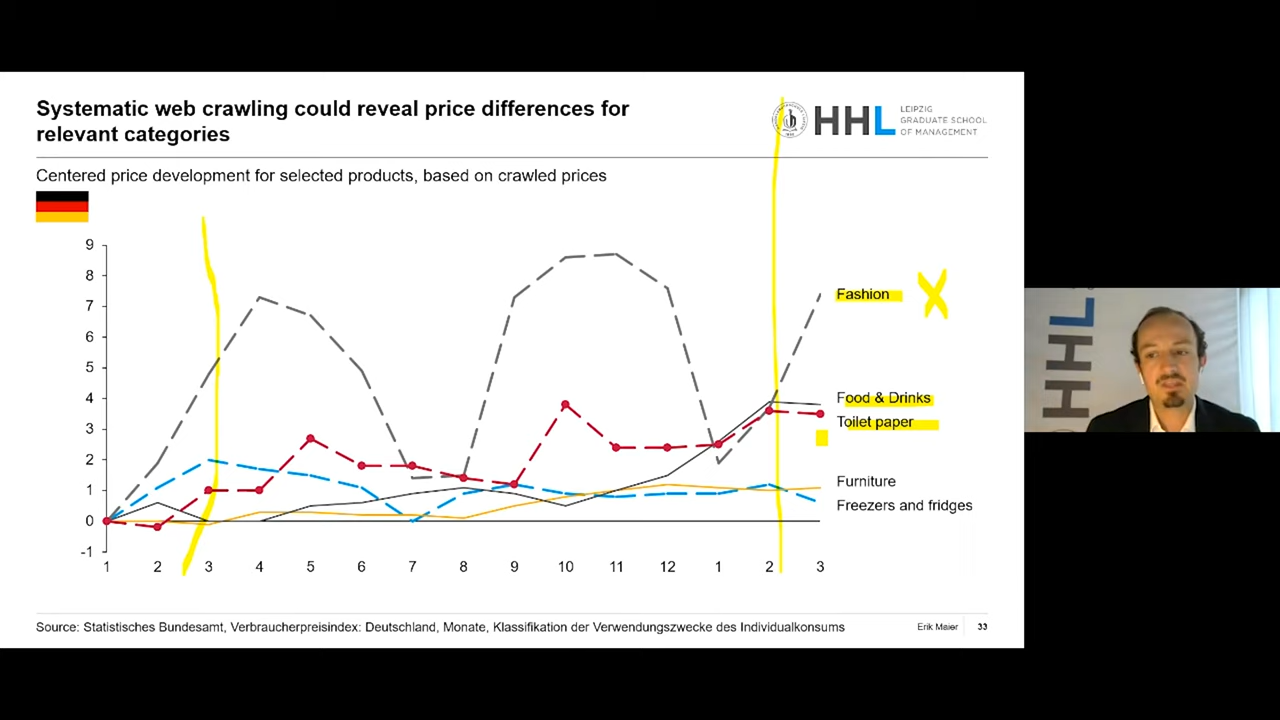 Systematic web crawling could reveal price differences for
relevant categories
HHL
LEIPZIG
GRADUATE SCHOOL
OF MANAGEMENT
Centered price development for selected products, based on crawled prices
9
8
7
6
5
4
3
2
1
0
-1
1 2 3 4 5 6 7 8 9 10 11 12 1 2 3
Fashion
Food & Drinks
Toilet paper
Furniture
Freezers and fridges
Source: Statistisches Bundesamt, Verbraucherpreisindex: Deutschland, Monate, Klassifikation der Verwendungszwecke des Individualkonsums
Erik Maier 33
HHL